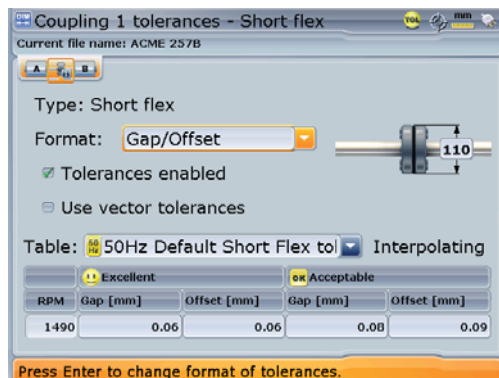 Coupling 1 tolerances - Short flex TOL mm
Current file name: ACME 257B
A B
Type: Short flex
Format: Gap/Offset
110
Tolerances enabled
Use vector tolerances
Table: 50Hz 50Hz Default Short Flex tol Interpolating
Excellent OK Acceptable
RPM Gap [mm] Offset [mm] Gap [mm] Offset [mm]
1490 0.06 0.06 0.08 0.09
Press Enter to change format of tolerances.